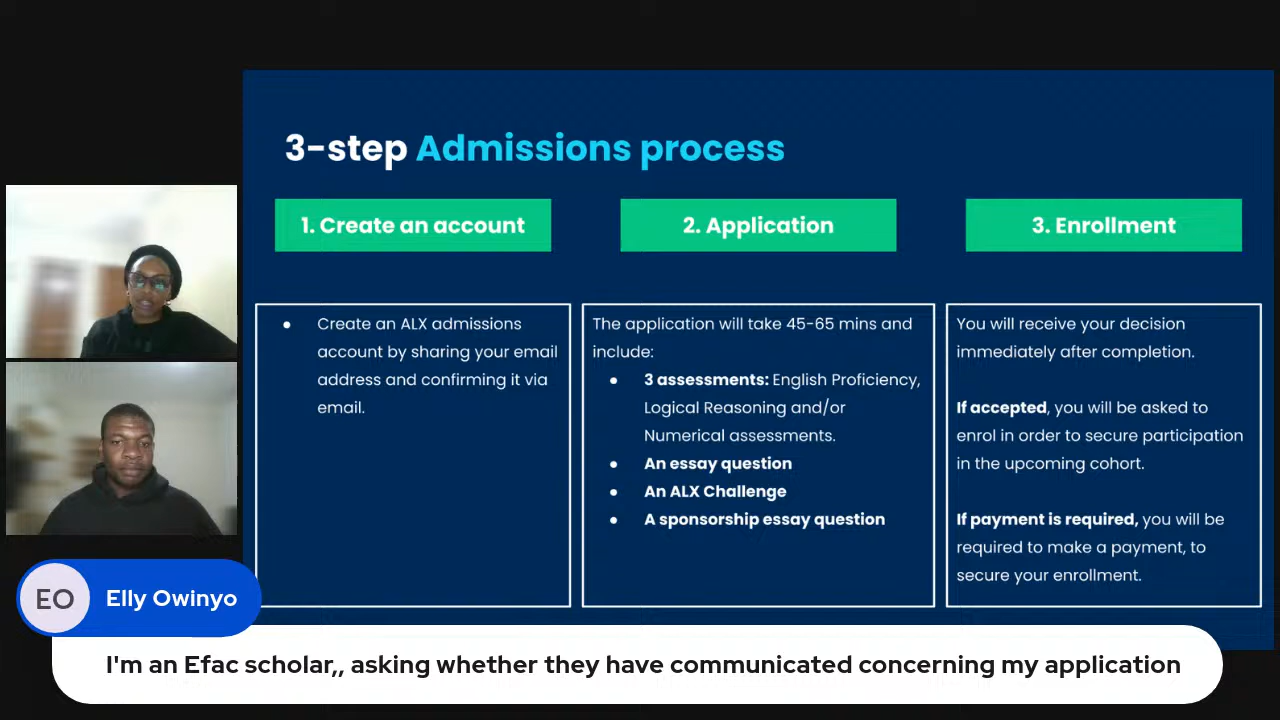 3-step Admissions process
1. Create an account
2. Application
3. Enrollment
● Create an ALX admissions
account by sharing your email
address and confirming it via
email.
The application will take 45-65 mins and
include:
● 3 assessments: English Proficiency,
Logical Reasoning and/or
Numerical assessments.
● An essay question
● An ALX Challenge
● A sponsorship essay question
You will receive your decision
immediately after completion.
If accepted, you will be asked to
enrol in order to secure participation
in the upcoming cohort.
If payment is required, you will be
required to make a payment, to
secure your enrollment.
EO Elly Owinyo
I'm an Efac scholar,, asking whether they have communicated concerning my application